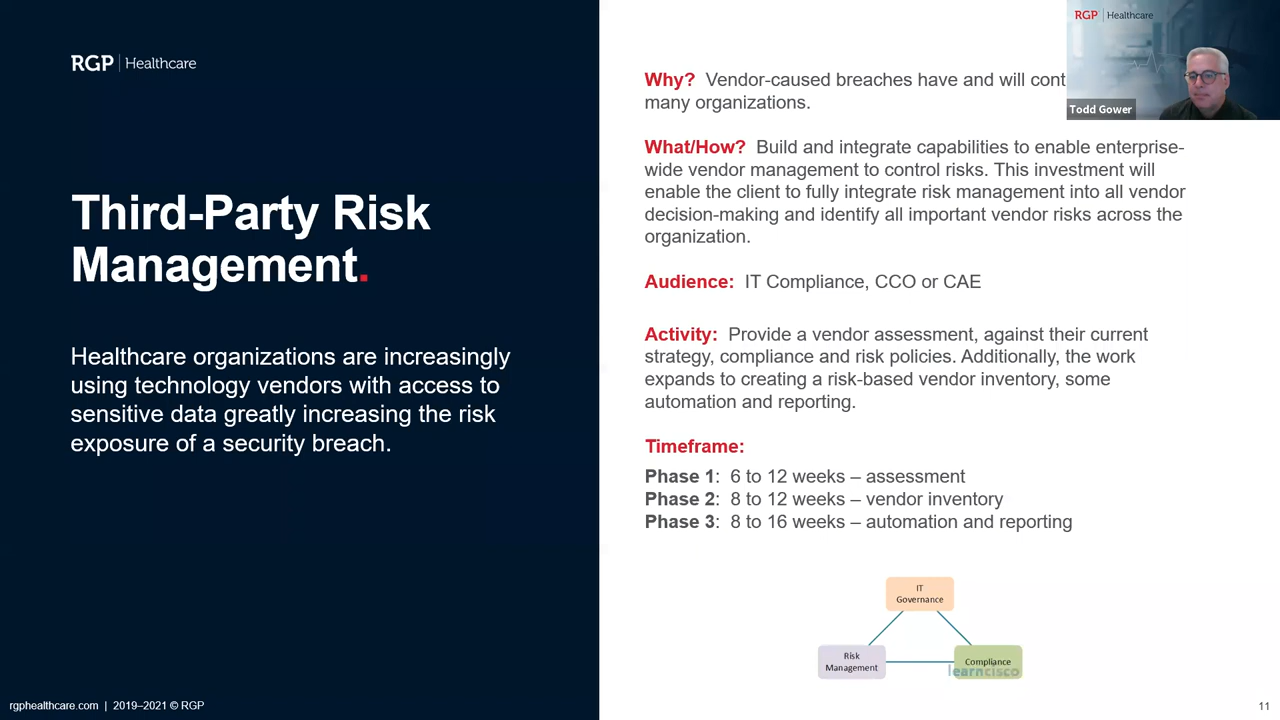 RGP | Healthcare
Third-Party Risk
Management.
Healthcare organizations are increasingly
using technology vendors with access to
sensitive data greatly increasing the risk
exposure of a security breach.
rgphealthcare.com | 2019–2021 © RGP
RGP | Healthcare
Todd Gower
Why? Vendor-caused breaches have and will cont
many organizations.
What/How? Build and integrate capabilities to enable enterprise-
wide vendor management to control risks. This investment will
enable the client to fully integrate risk management into all vendor
decision-making and identify all important vendor risks across the
organization.
Audience: IT Compliance, CCO or CAE
Activity: Provide a vendor assessment, against their current
strategy, compliance and risk policies. Additionally, the work
expands to creating a risk-based vendor inventory, some
automation and reporting.
Timeframe:
Phase 1: 6 to 12 weeks – assessment
Phase 2: 8 to 12 weeks – vendor inventory
Phase 3: 8 to 16 weeks – automation and reporting
IT
Governance
Risk
Management
Compliance
learncisco
11